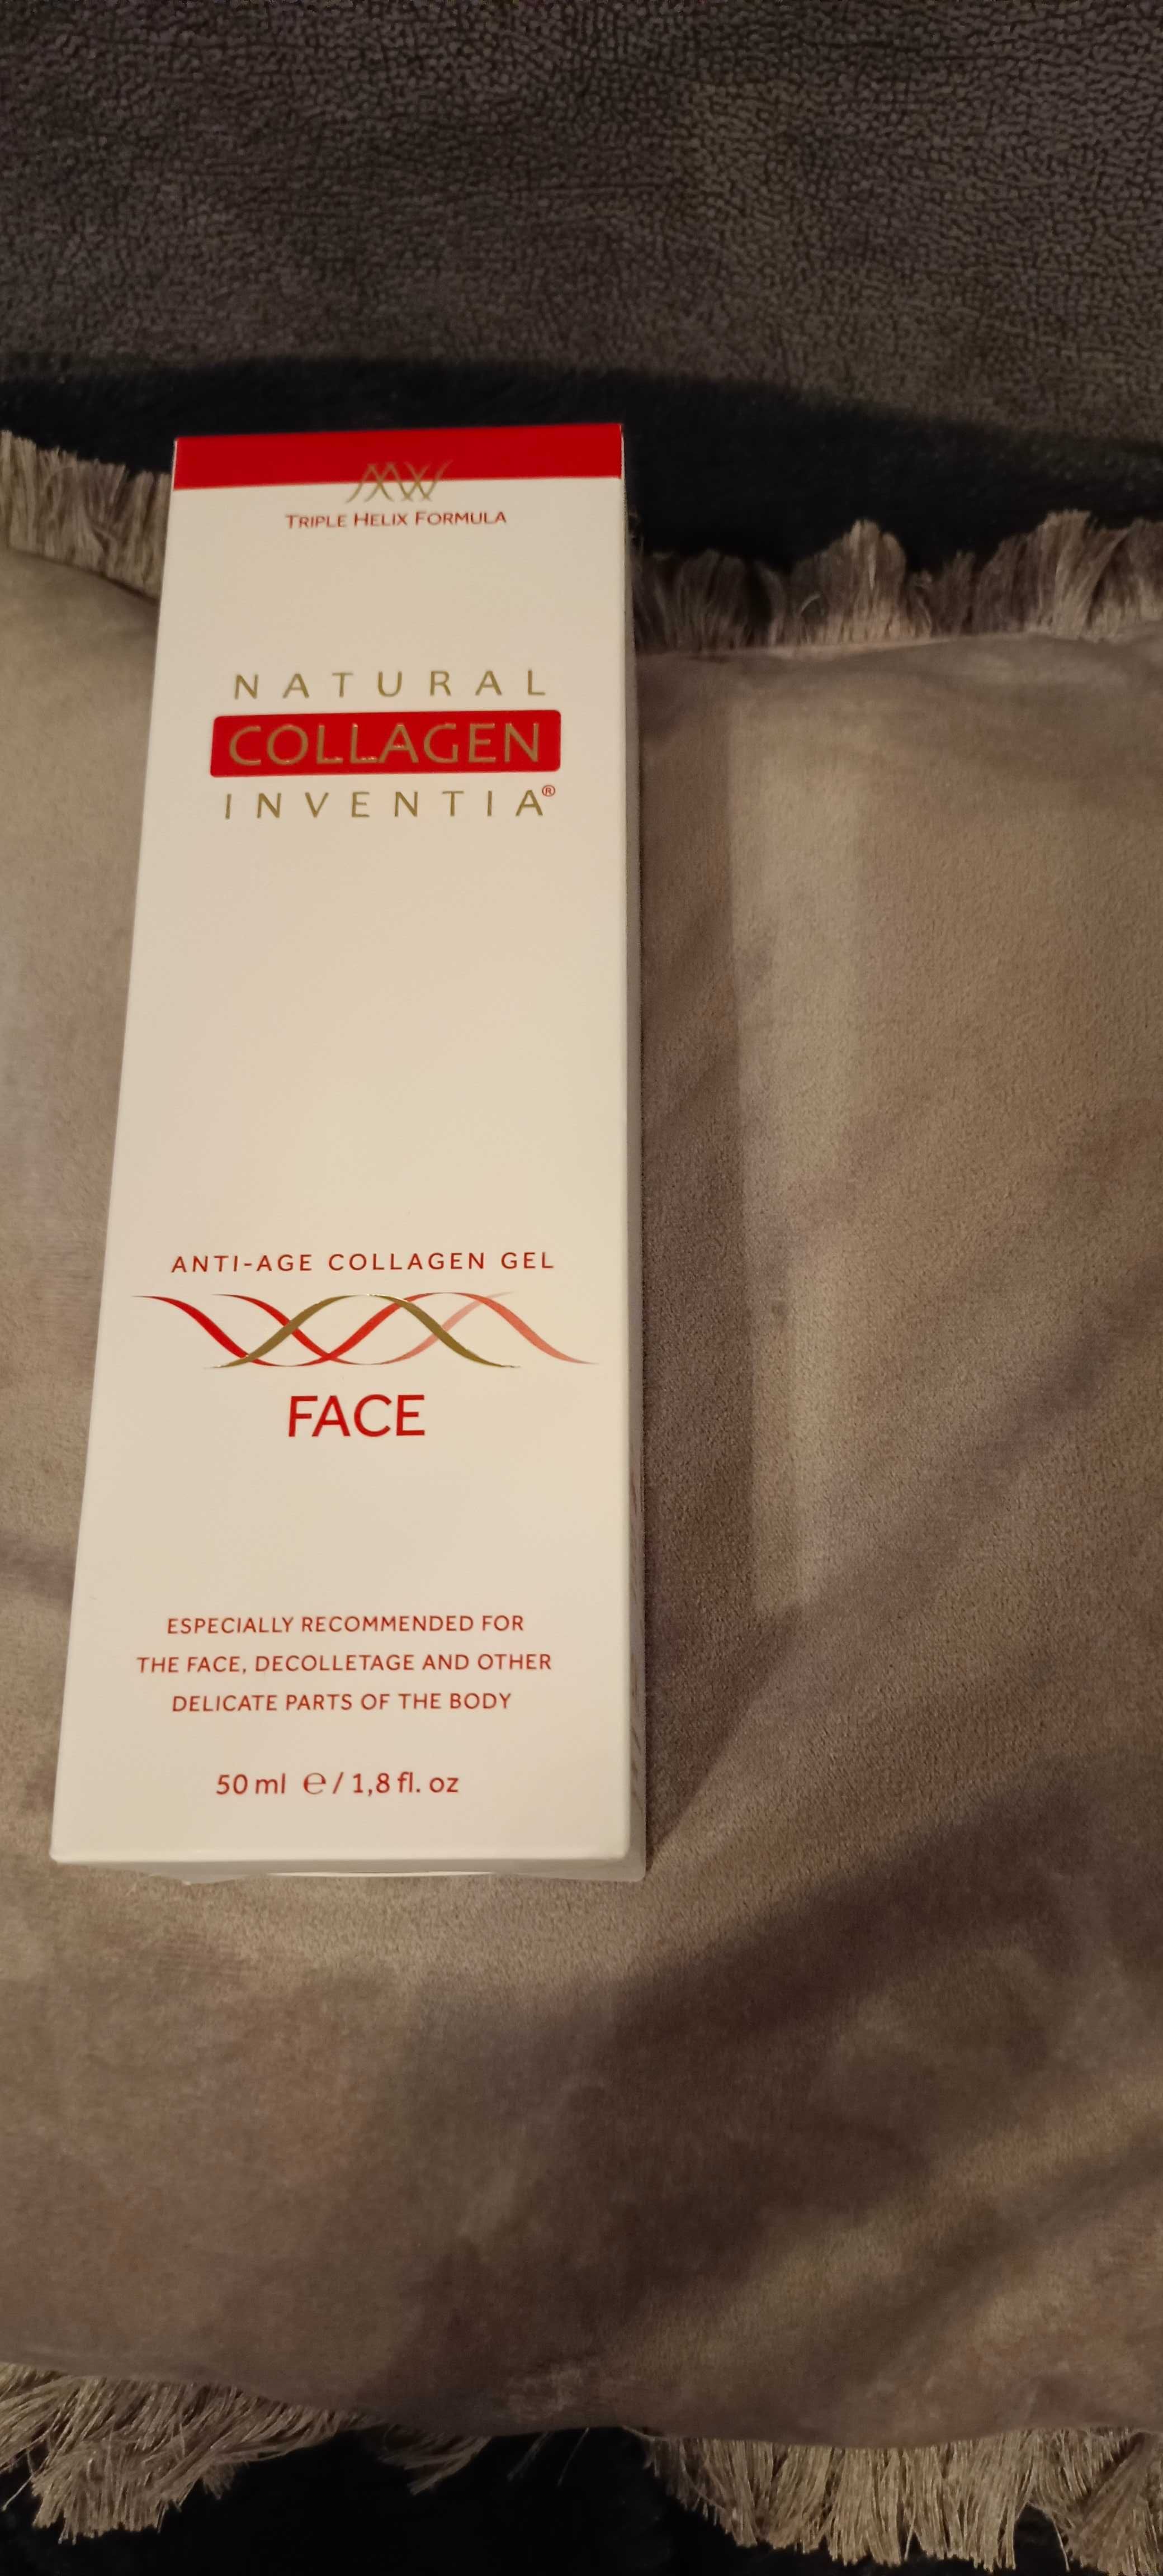 TRIPLE HELIX FORMULA
NATURAL
COLLAGEN
INVENTIA®
ANTI-AGE COLLAGEN GEL
FACE
ESPECIALLY RECOMMENDED FOR
THE FACE, DECOLLETAGE AND OTHER
DELICATE PARTS OF THE BODY
50 ml ℮ / 1,8 fl. oz